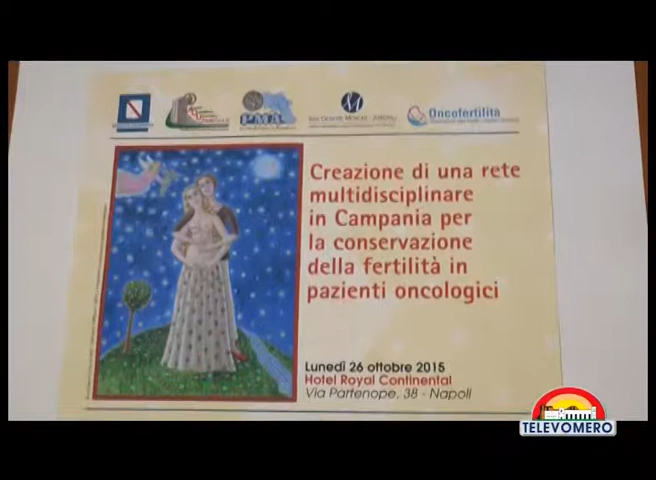 PMA
Oncofertilità
Creazione di una rete
multidisciplinare
in Campania per
la conservazione
della fertilità in
pazienti oncologici
Lunedì 26 ottobre 2015
Hotel Royal Continental
Via Partenope, 38 - Napoli
TELEVOMERO